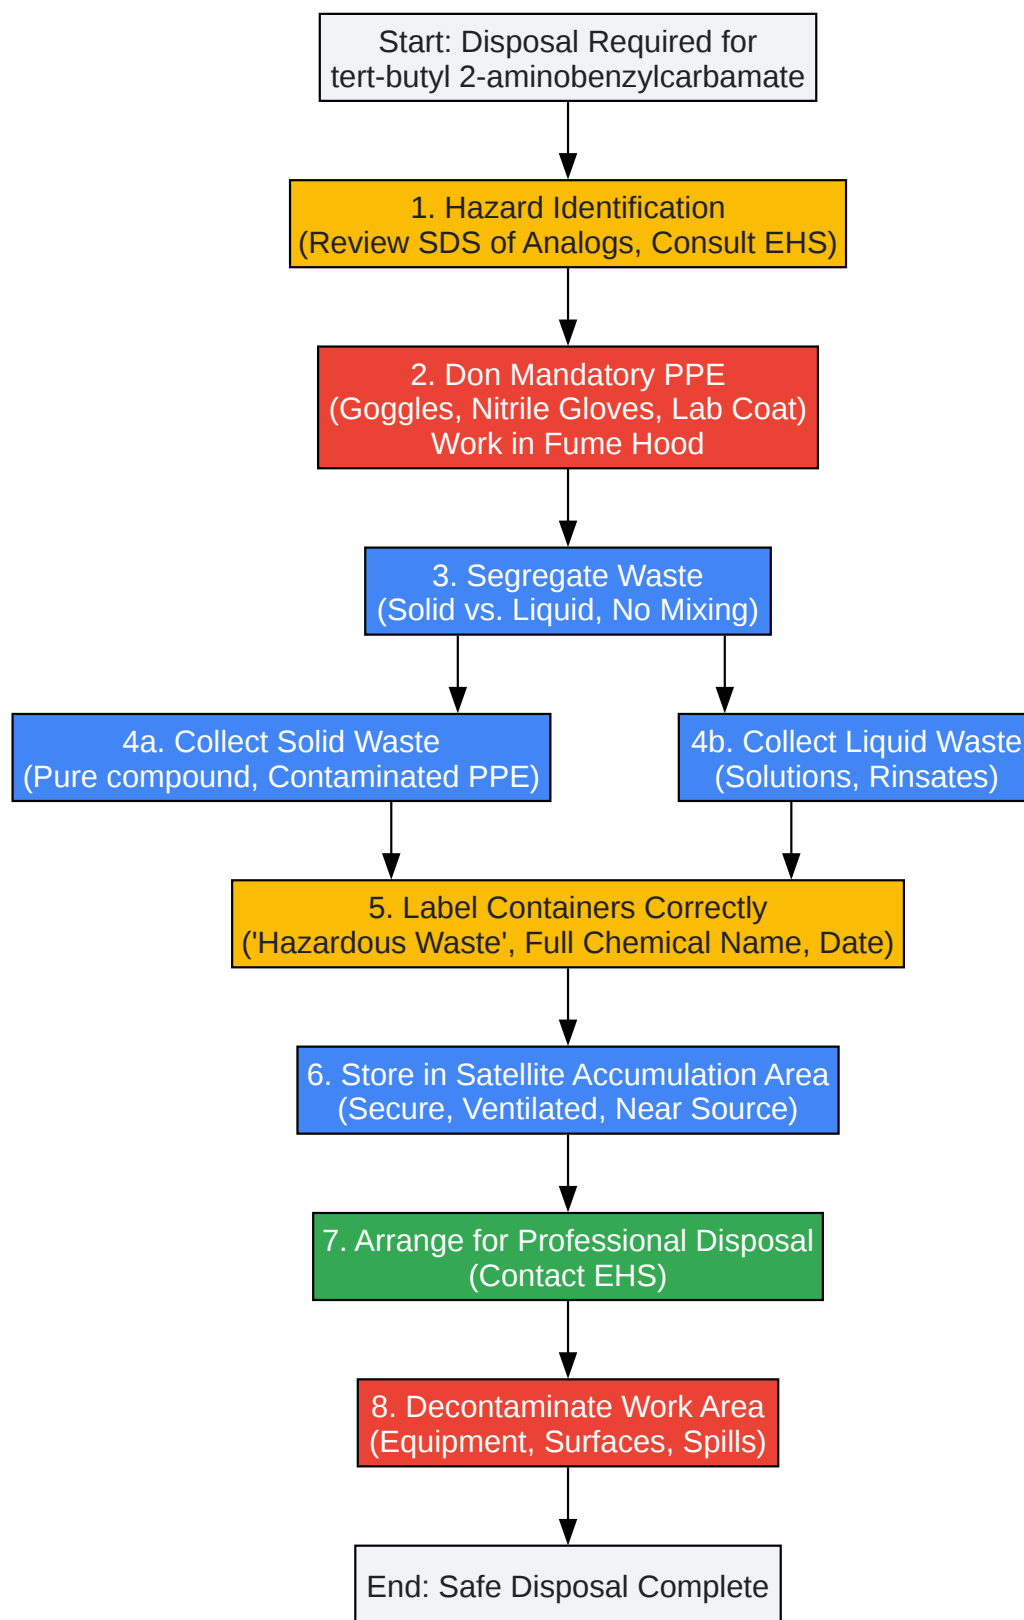 Start: Disposal Required for
tert-butyl 2-aminobenzylcarbamate
1. Hazard Identification
(Review SDS of Analogs, Consult EHS)
2. Don Mandatory PPE
(Goggles, Nitrile Gloves, Lab Coat)
Work in Fume Hood
3. Segregate Waste
(Solid vs. Liquid, No Mixing)
4a. Collect Solid Waste
(Pure compound, Contaminated PPE)
4b. Collect Liquid Waste
(Solutions, Rinsates)
5. Label Containers Correctly
('Hazardous Waste', Full Chemical Name, Date)
6. Store in Satellite Accumulation Area
(Secure, Ventilated, Near Source)
7. Arrange for Professional Disposal
(Contact EHS)
8. Decontaminate Work Area
(Equipment, Surfaces, Spills)
End: Safe Disposal Complete